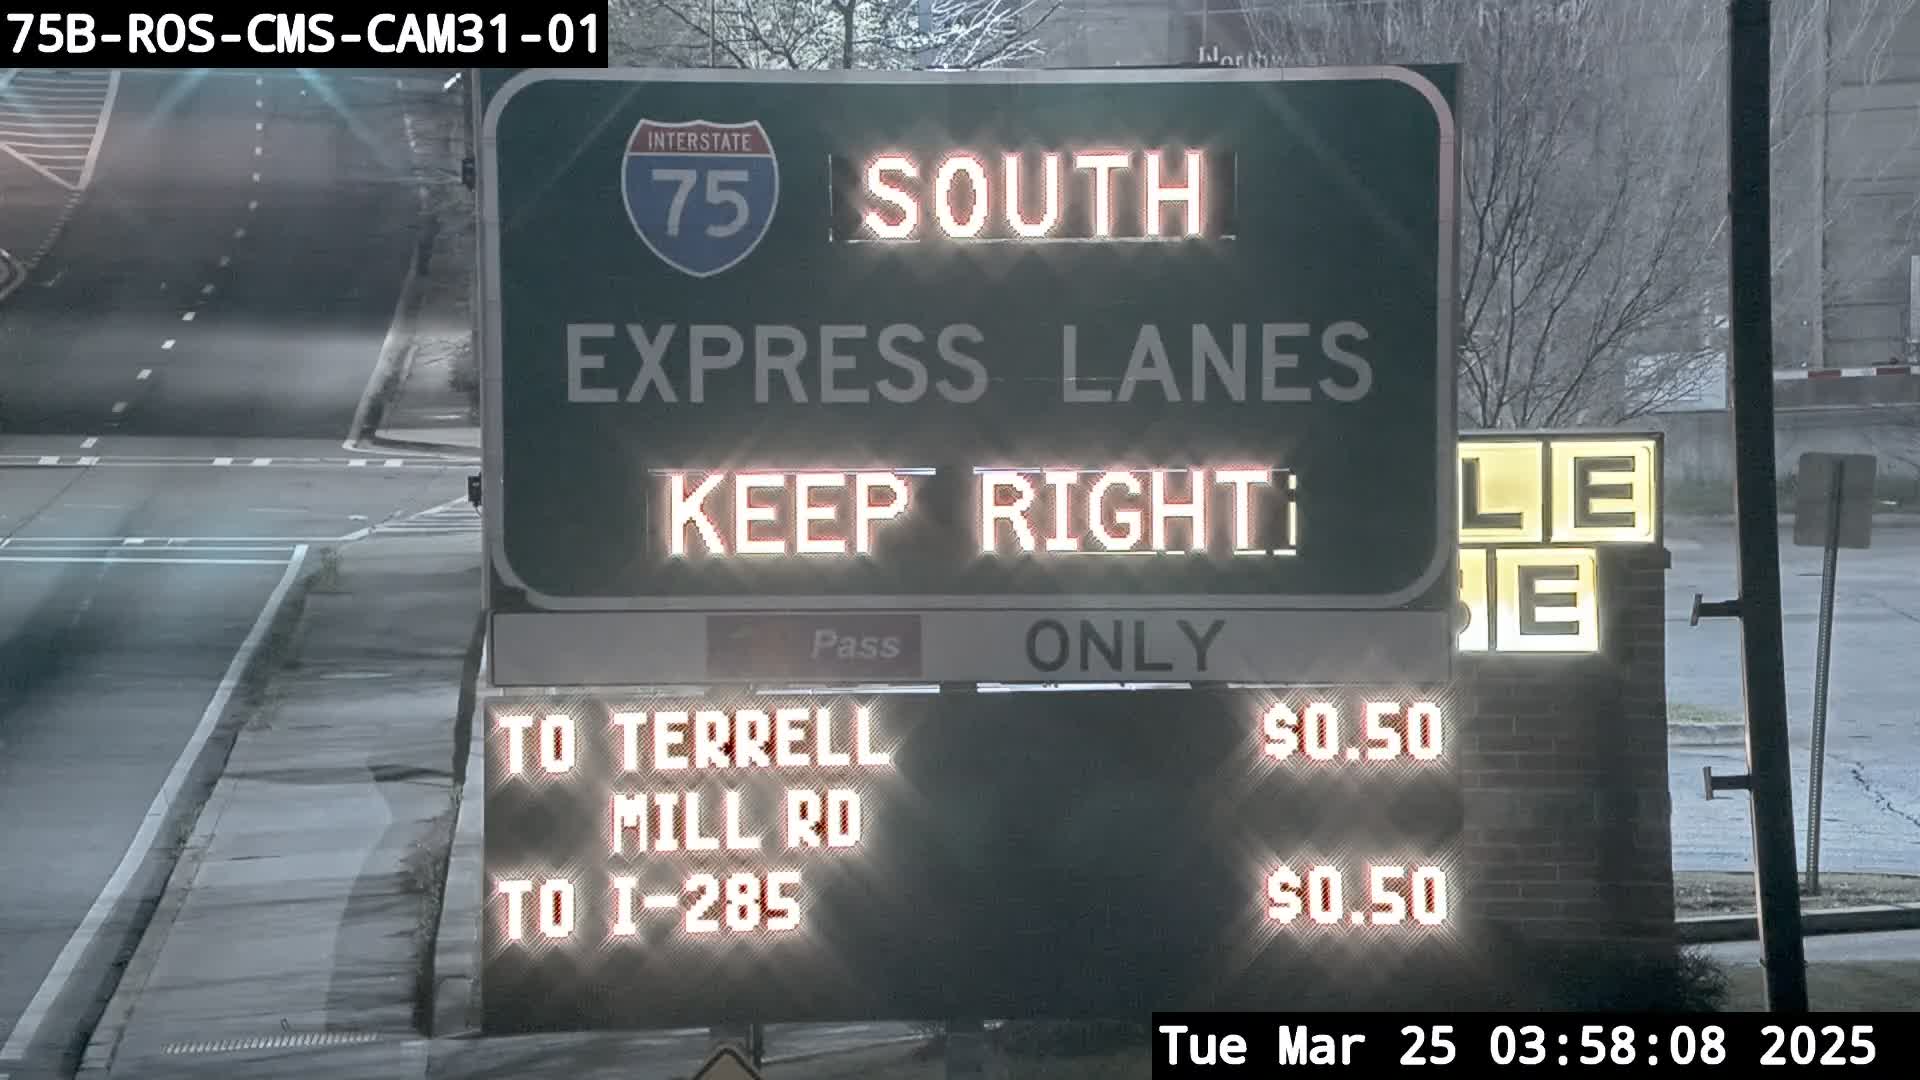 75B-ROS-CMS-CAM31-01
INTERSTATE
75
SOUTH
EXPRESS LANES
KEEP RIGHT
Pass
ONLY
TO TERRELL $0.50
MILL RD
TO I-285 $0.50
LE
E
Tue Mar 25 03:58:08 2025